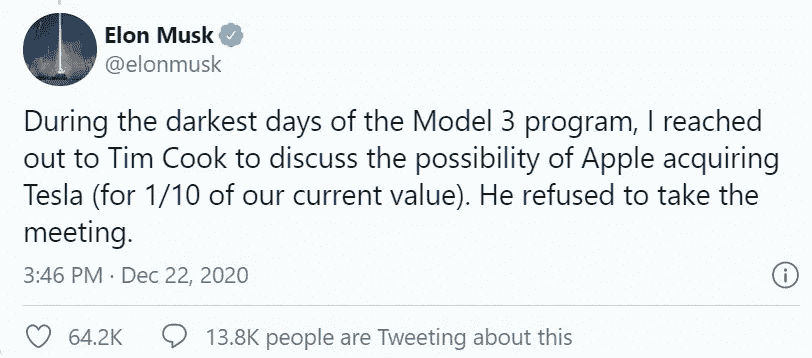 Elon Musk
@elonmusk
During the darkest days of the Model 3 program, I reached
out to Tim Cook to discuss the possibility of Apple acquiring
Tesla (for 1/10 of our current value). He refused to take the
meeting.
3:46 PM · Dec 22, 2020
64.2K 13.8K people are Tweeting about this